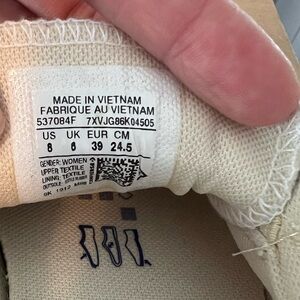 MADE IN VIETNAM
FABRIQUE AU VIETNAM
537084F 7XVJG86K04505
US UK EUR CM
8 6 39 24.5
GENDER: WOMEN
UPPER: TEXTILE
LINING: TEXTILE
OUTSOLE: